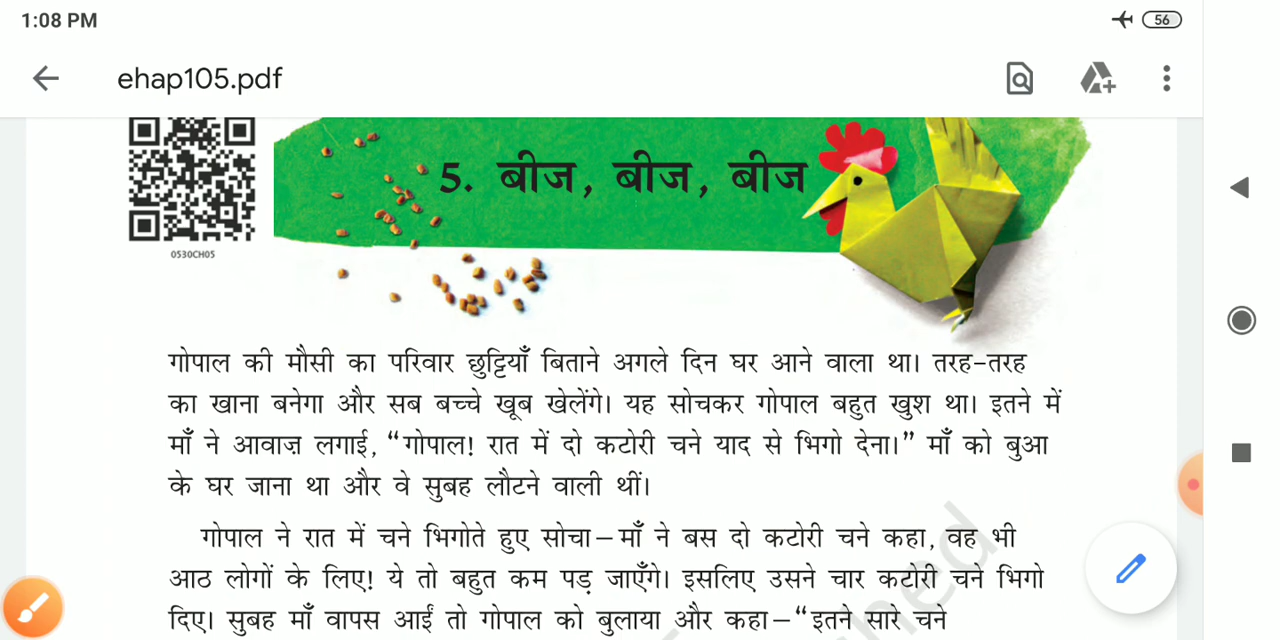 1:08 PM
56
ehap105.pdf
5. बीज, बीज, बीज
0530CH05
गोपाल की मौसी का परिवार छुट्टियाँ बिताने अगले दिन घर आने वाला था। तरह-तरह
का खाना बनेगा और सब बच्चे खूब खेलेंगे। यह सोचकर गोपाल बहुत खुश था। इतने में
माँ ने आवाज़ लगाई, “गोपाल! रात में दो कटोरी चने याद से भिगो देना।” माँ को बुआ
के घर जाना था और वे सुबह लौटने वाली थीं।
गोपाल ने रात में चने भिगोते हुए सोचा – माँ ने बस दो कटोरी चने कहा, वह भी
आठ लोगों के लिए! ये तो बहुत कम पड़ जाएँगे। इसलिए उसने चार कटोरी चने भिगो
दिए। सुबह माँ वापस आईं तो गोपाल को बुलाया और कहा – “इतने सारे चने